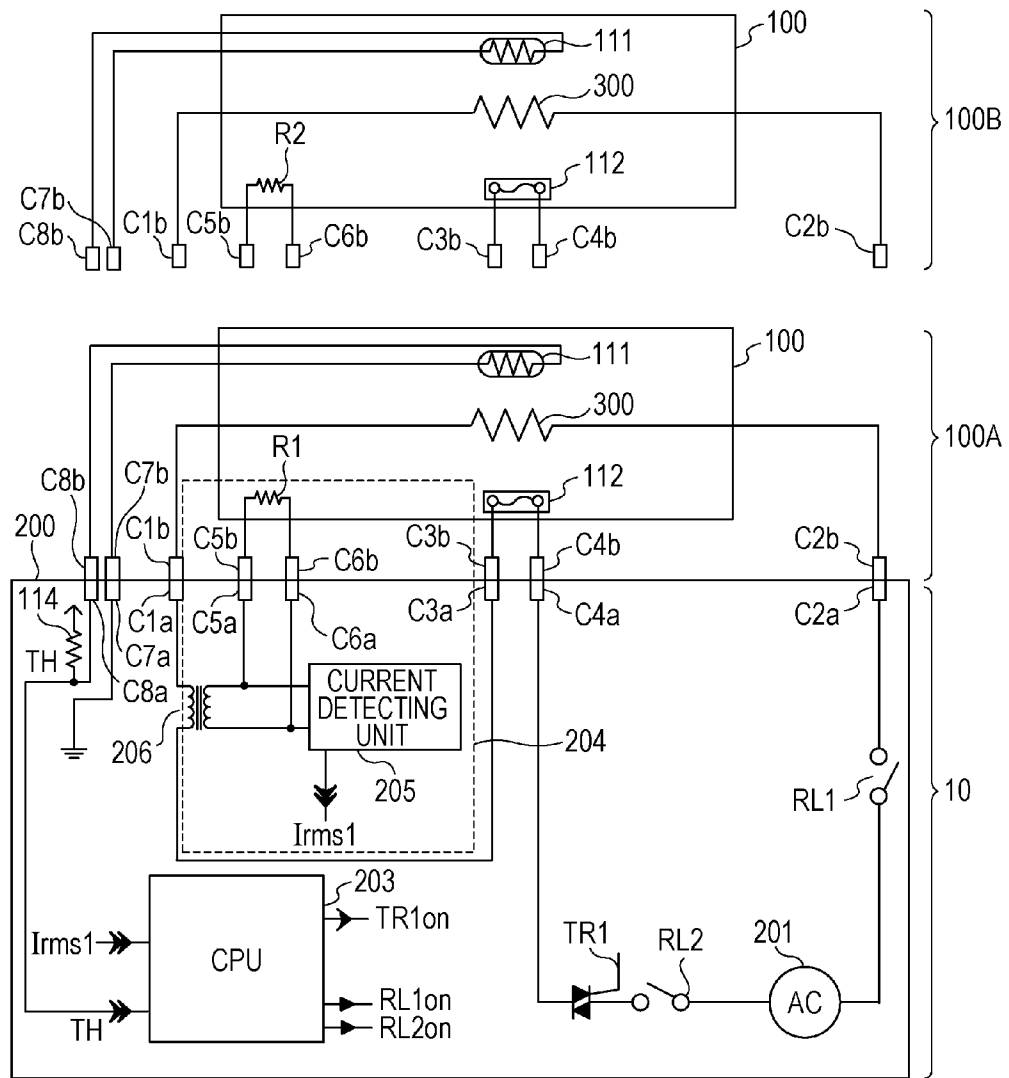 100
111
300
100B
R2
112
C7b
C8b
C1b
C5b
C6b
C3b
C4b
C2b
100
111
300
100A
R1
112
C8b
C7b
C1b
C5b
C6b
C3b
C4b
C2b
200
114
TH
C8a
C7a
C1a
C5a
C6a
C3a
C4a
C2a
CURRENT
DETECTING
UNIT
206
205
204
Irms1
RL1
10
203
TR1on
Irms1
CPU
RL1on
RL2on
TH
TR1
RL2
201
AC